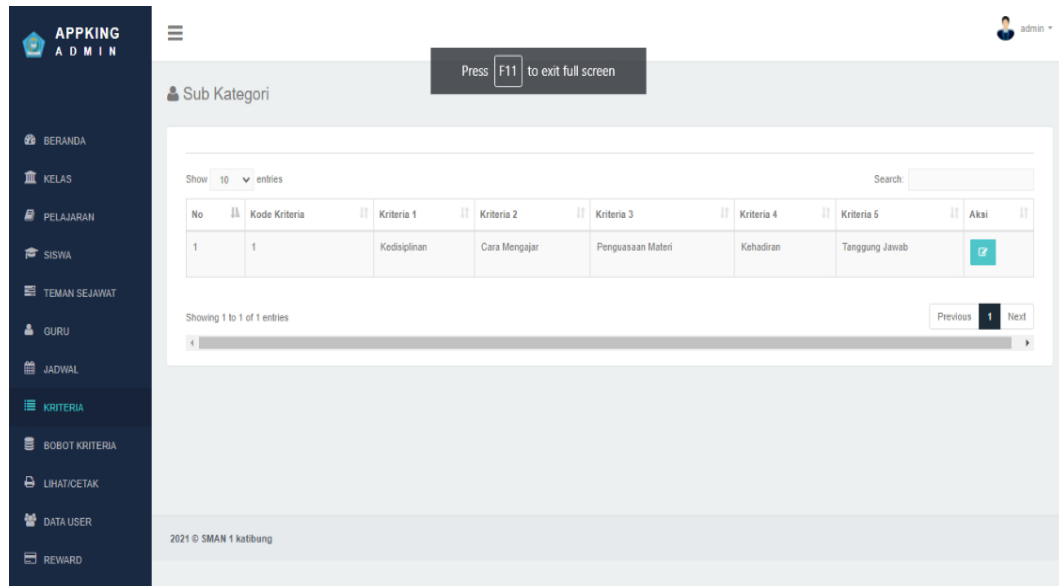 APPKING
ADMIN
admin
Press F11 to exit full screen
Sub Kategori
BERANDA
KELAS
PELAJARAN
SISWA
TEMAN SEJAWAT
GURU
JADWAL
KRITERIA
BOBOT KRITERIA
LIHAT/CETAK
DATA USER
REWARD
Show 10 entries
Search:
No Kode Kriteria Kriteria 1 Kriteria 2 Kriteria 3 Kriteria 4 Kriteria 5 Aksi
1 1 Kedisiplinan Cara Mengajar Penguasaan Materi Kehadiran Tanggung Jawab
Showing 1 to 1 of 1 entries
Previous 1 Next
2021 © SMAN 1 katibung